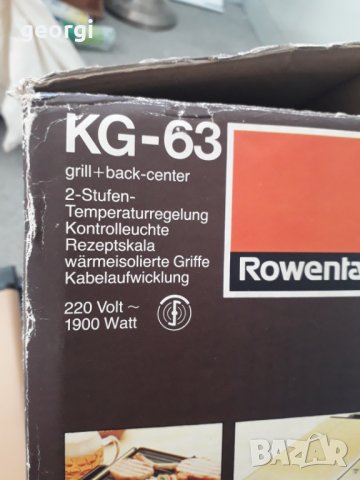 georgi
KG-63
grill+back-center
2-Stufen-
Temperaturregelung
Kontrolleuchte
Rezeptskala
wärmeisolierte Griffe
Kabelaufwicklung
220 Volt ~
1900 Watt
Rowenta
BAZAR